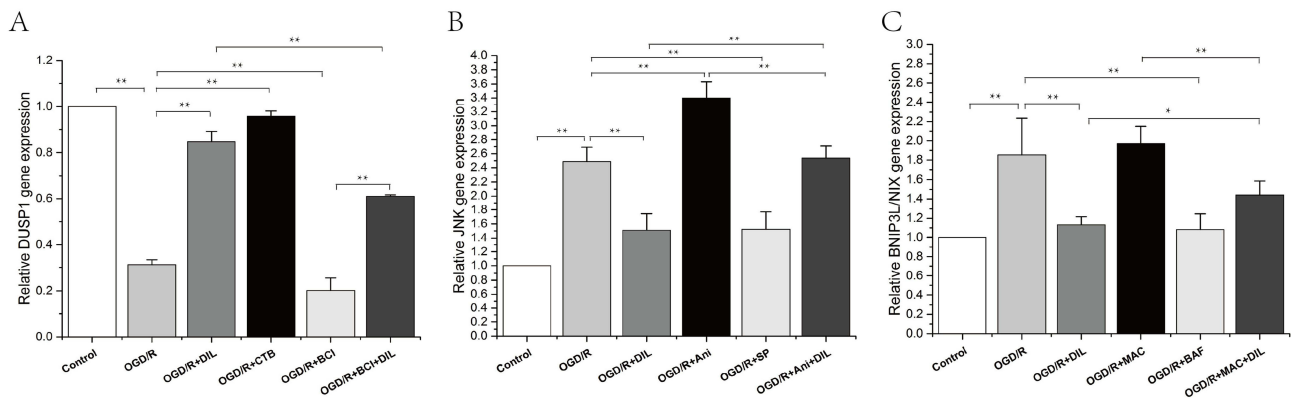 A
Relative DUSP1 gene expression
1.2
1.0
0.8
0.6
0.4
0.2
0.0
**
**
**
**
**
**
Control
OGD/R
OGD/R+DIL
OGD/R+CTB
OGD/R+BCI
OGD/R+BCI+DIL
B
Relative JNK gene expression
4.0
3.8
3.6
3.4
3.2
3.0
2.8
2.6
2.4
2.2
2.0
1.8
1.6
1.4
1.2
1.0
0.8
0.6
0.4
0.2
0.0
**
**
**
**
**
**
Control
OGD/R
OGD/R+DIL
OGD/R+Ani
OGD/R+SP
OGD/R+Ani+DIL
C
Relative BNIP3L/NIX gene expression
3.0
2.8
2.6
2.4
2.2
2.0
1.8
1.6
1.4
1.2
1.0
0.8
0.6
0.4
0.2
0.0
**
**
**
**
*
Control
OGD/R
OGD/R+DIL
OGD/R+MAC
OGD/R+BAF
OGD/R+MAC+DIL